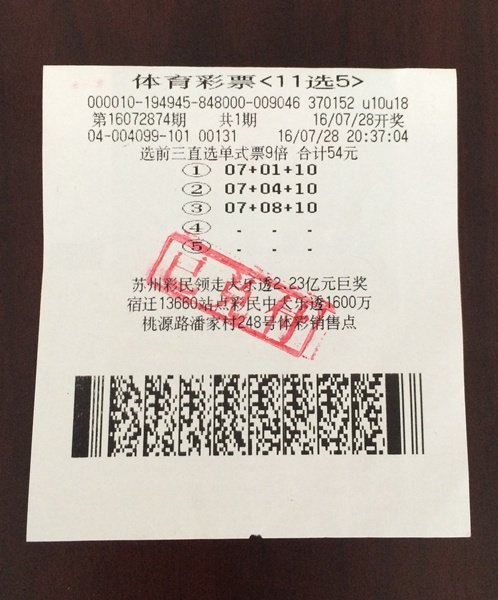 体育彩票<11选5>
000010-194945-848000-009046 370152 u10u18
第16072874期 共1期 16/07/28开奖
04-004099-101 00131 16/07/28 20:37:04
选前三直选单式票9倍 合计54元
① 07+01+10
② 07+04+10
③ 07+08+10
④ - - -
⑤ - - -
苏州彩民领走大乐透2.23亿元巨奖
宿迁13660站点彩民中大乐透1600万
桃源路潘家村248号体彩销售点
已兑付